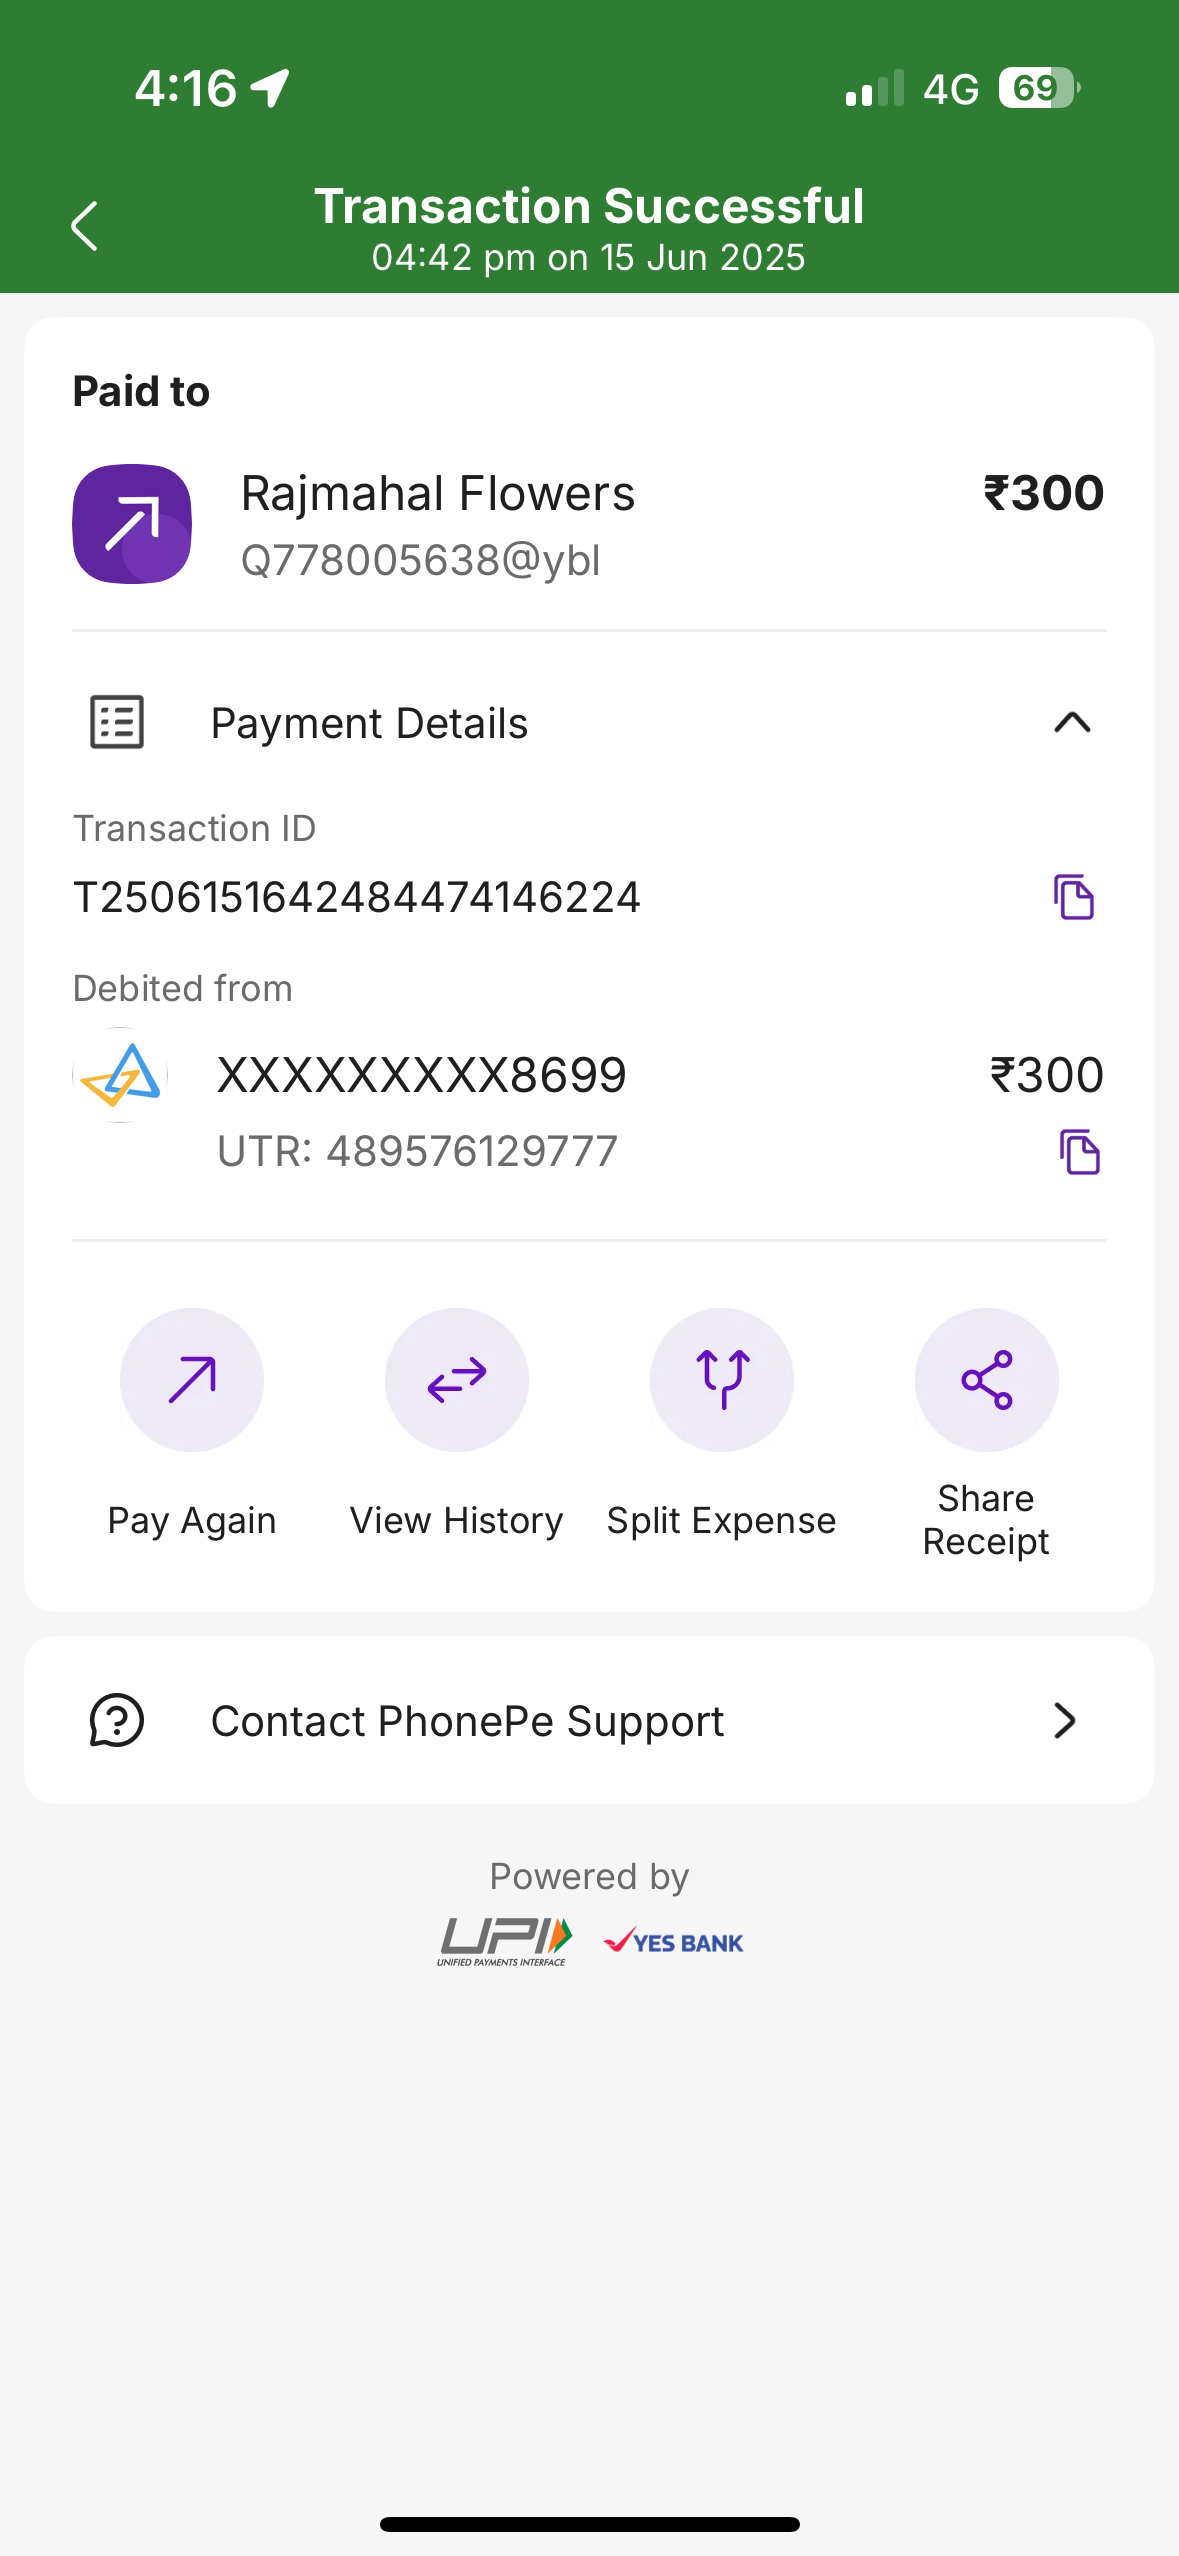 4:16
4G
69
Transaction Successful
04:42 pm on 15 Jun 2025
Paid to
Rajmahal Flowers
₹300
Q778005638@ybl
Payment Details
Transaction ID
T2506151642484474146224
Debited from
XXXXXXXXX8699
₹300
UTR: 489576129777
Pay Again
View History
Split Expense
Share
Receipt
Contact PhonePe Support
Powered by
UPI
UNIFIED PAYMENTS INTERFACE
YES BANK